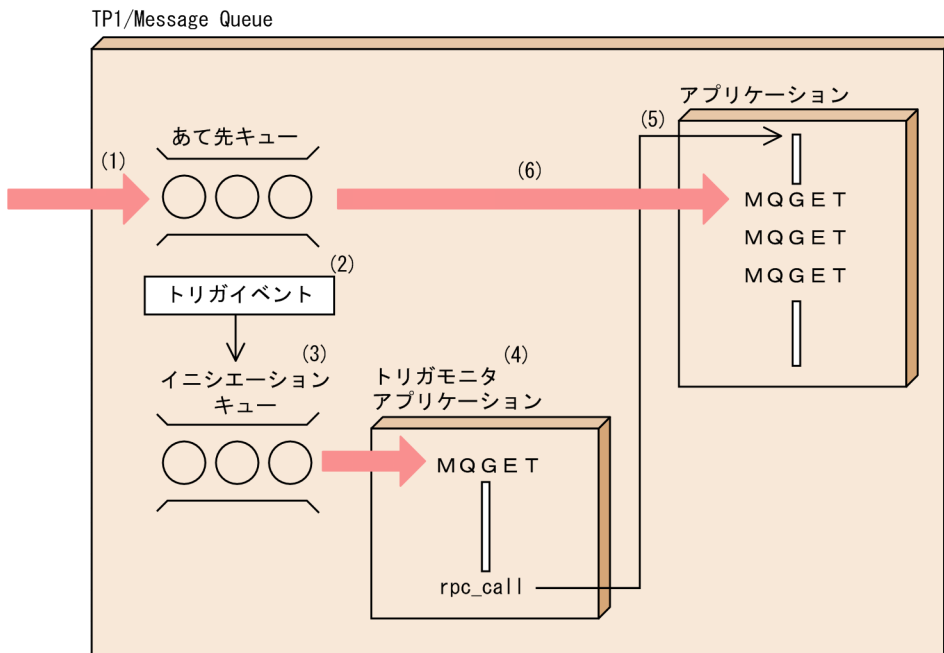 TP1/Message Queue
アプリケーション
(5)
あて先キュー
(1)
(6)
ＭＱＧＥＴ
ＭＱＧＥＴ
ＭＱＧＥＴ
(2)
トリガイベント
(3)
イニシエーション
キュー
(4)
トリガモニタ
アプリケーション
ＭＱＧＥＴ
rpc_call